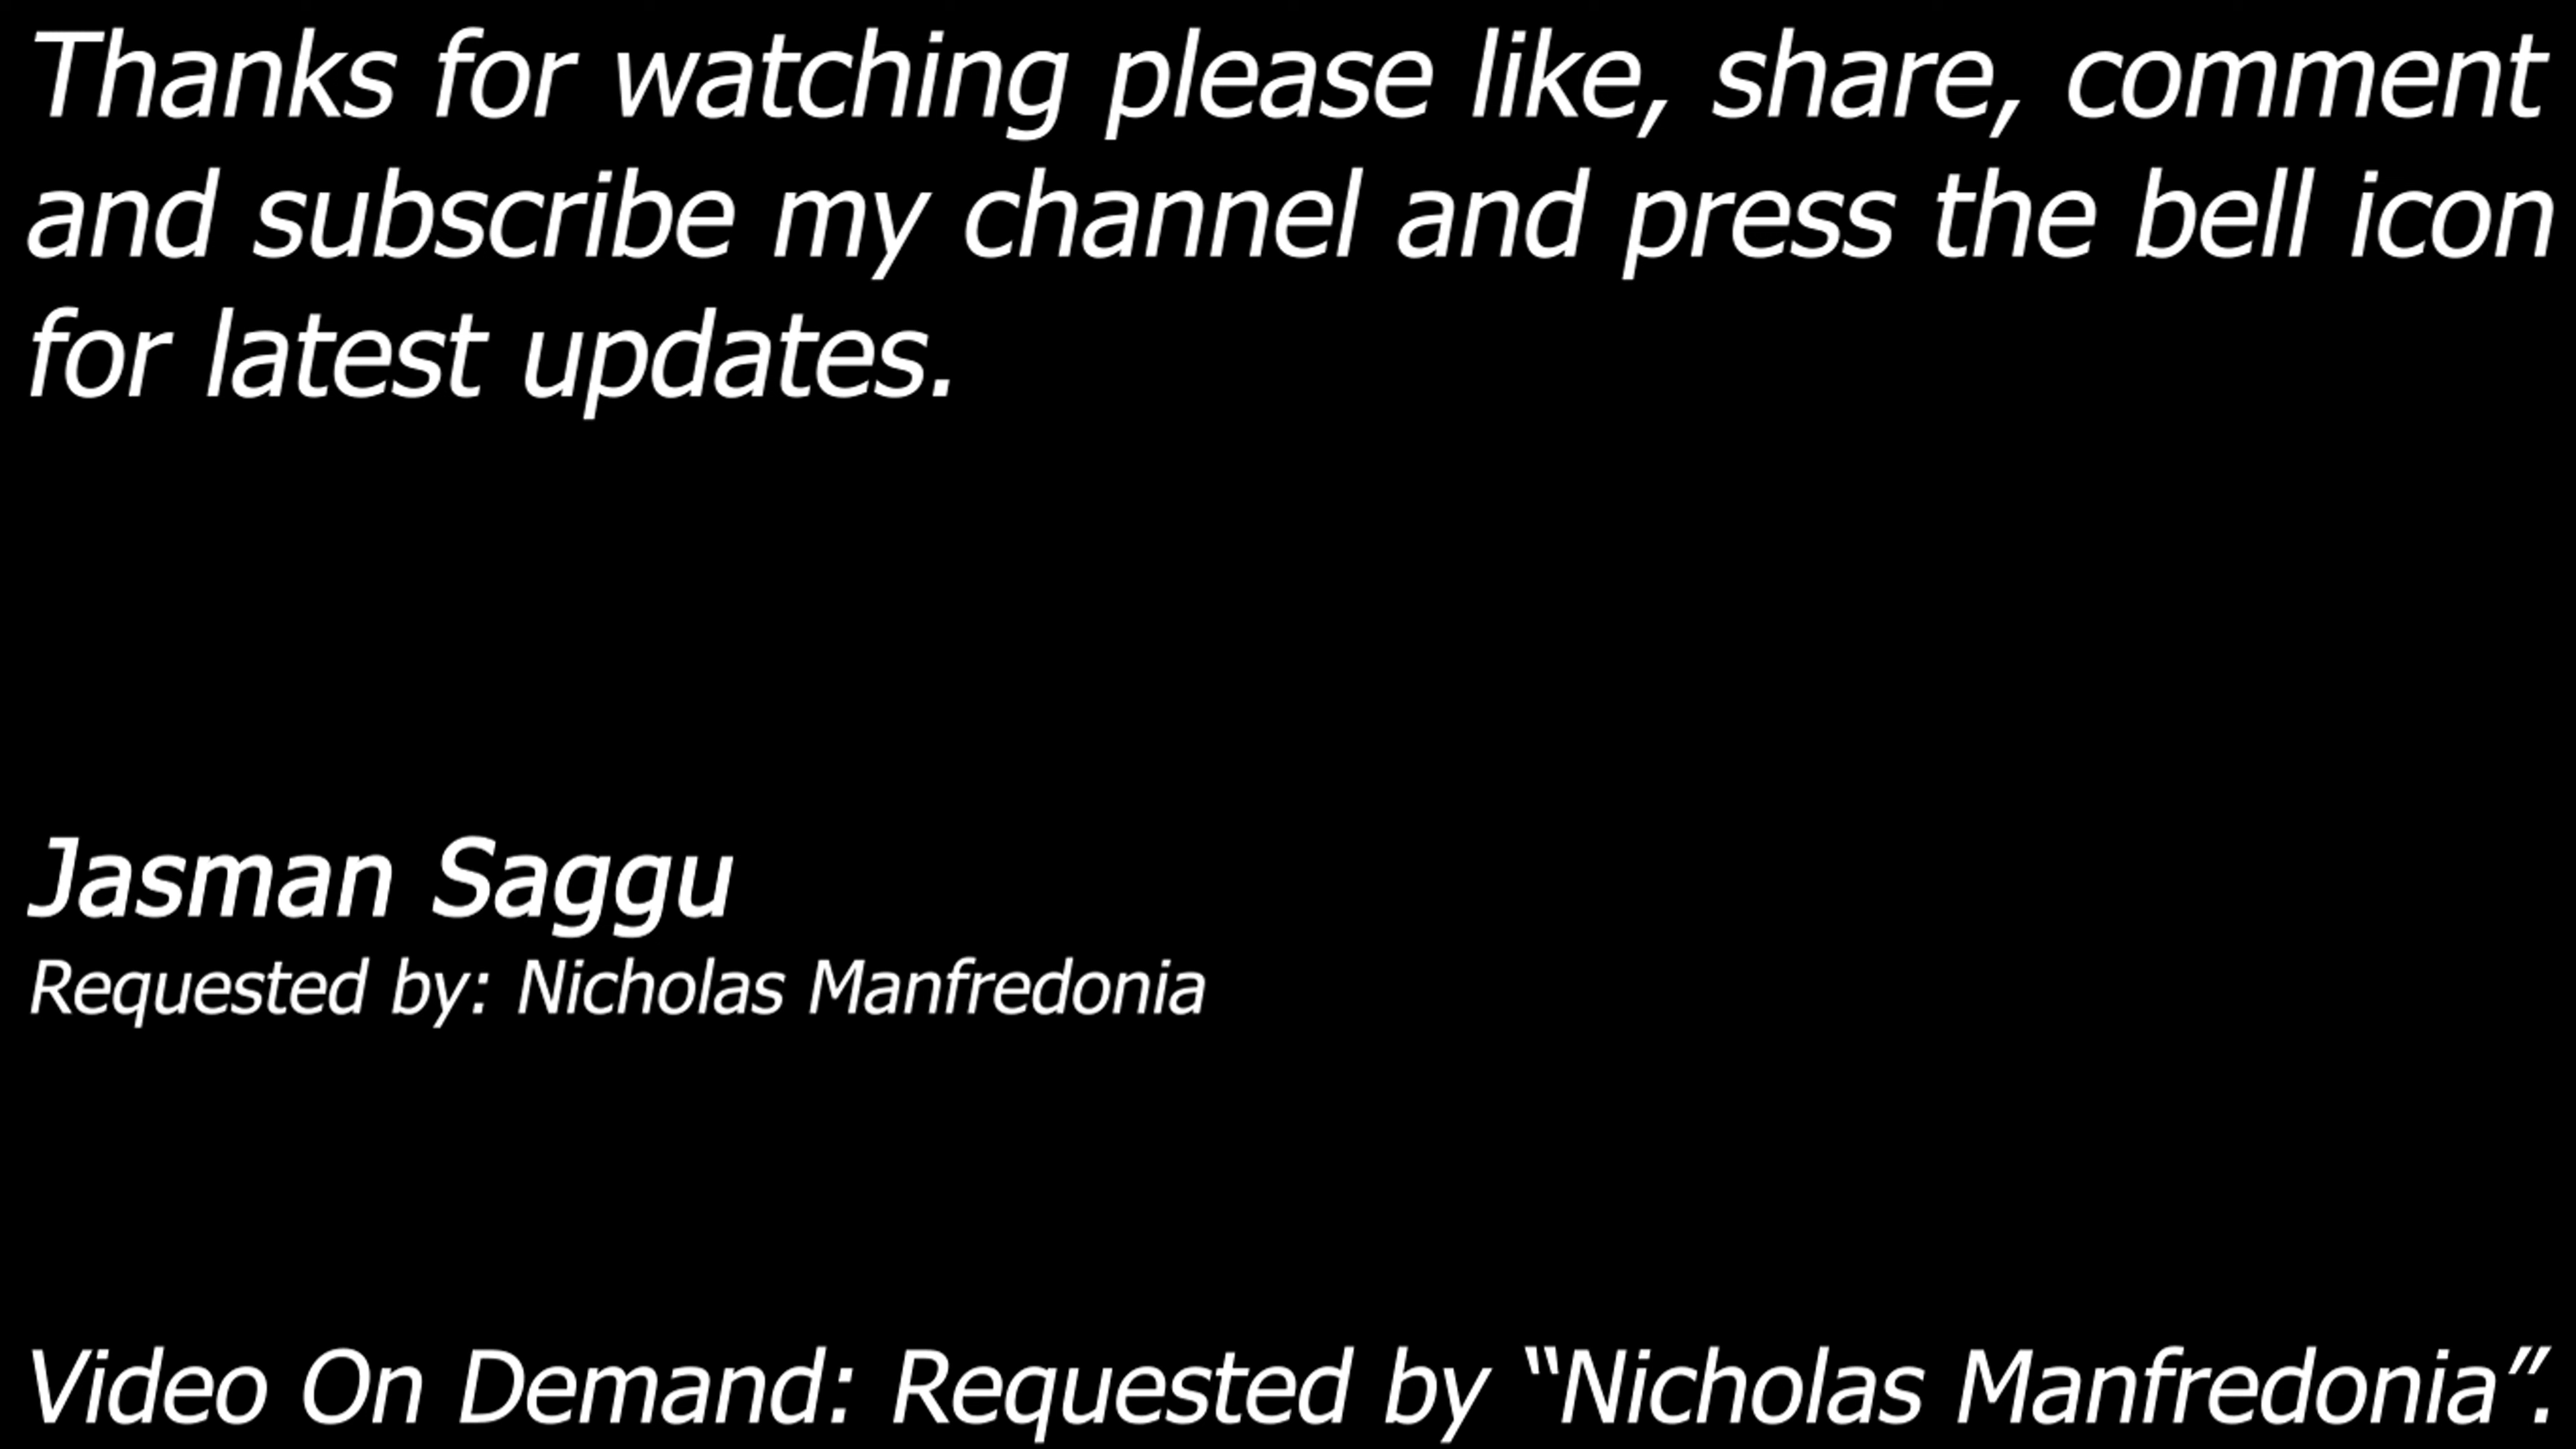 Thanks for watching please like, share, comment
and subscribe my channel and press the bell icon
for latest updates.
Jasman Saggu
Requested by: Nicholas Manfredonia
Video On Demand: Requested by “Nicholas Manfredonia”.